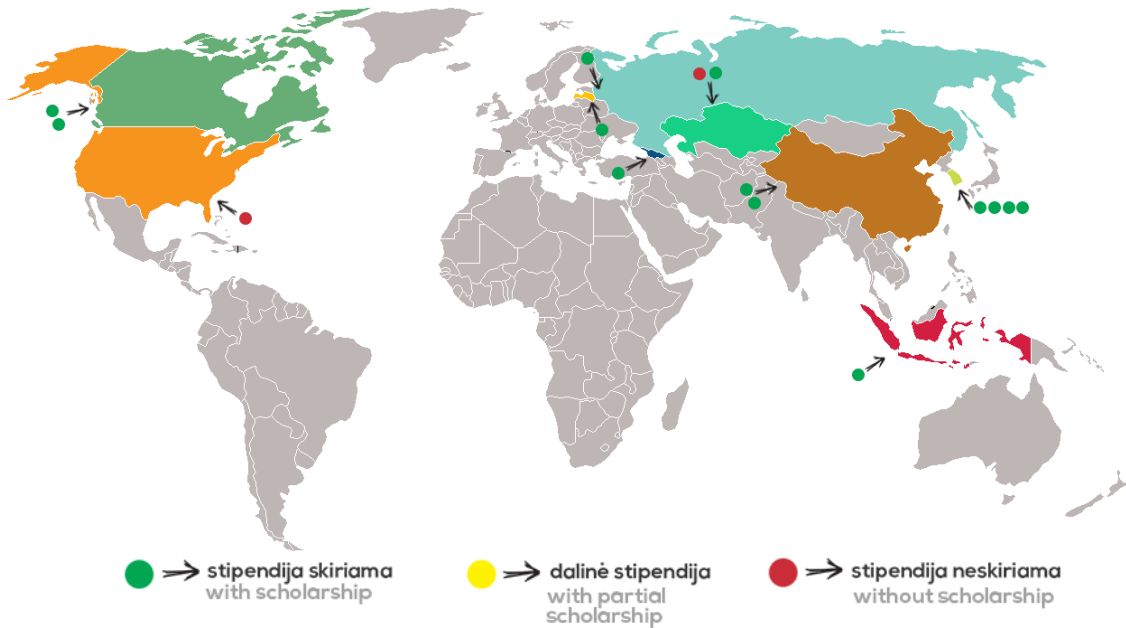 stipendija skiriama
with scholarship
dalinė stipendija
with partial
scholarship
stipendija neskiriama
without scholarship